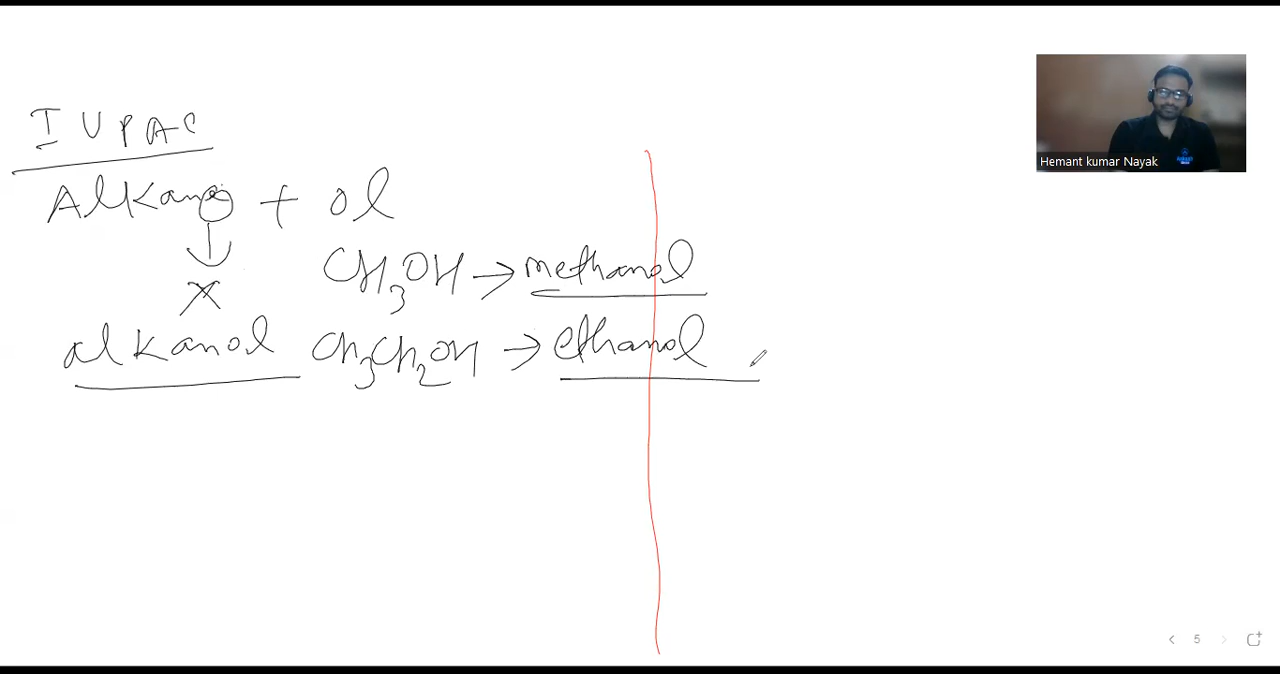 IUPAC
Alkane + ol
CH3OH → methanol
X
alkanol CH3CH2OH → ethanol
Hemant kumar Nayak
5